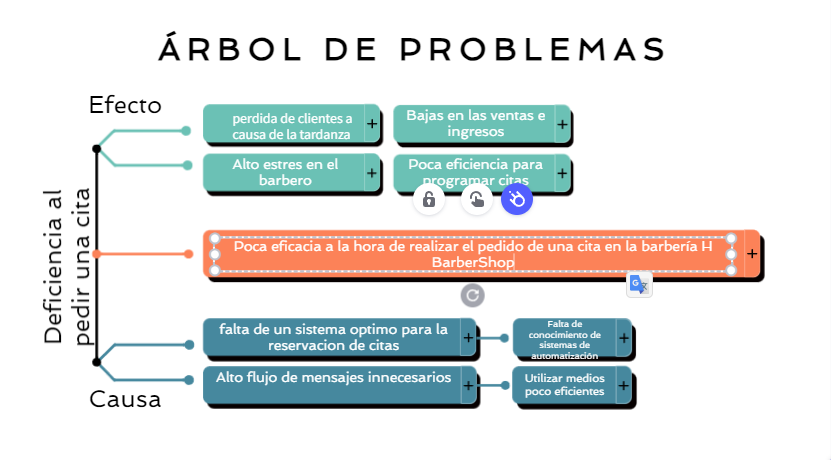 ÁRBOL DE PROBLEMAS
Efecto
perdida de clientes a
causa de la tardanza
+
Bajas en las ventas e
ingresos
+
Alto estres en el
barbero
+
Poca eficiencia para
programar citas
+
Deficiencia al
pedir una cita
Poca eficacia a la hora de realizar el pedido de una cita en la barbería H
BarberShop
+
falta de un sistema optimo para la
reservacion de citas
+
Falta de
conocimiento de
sistemas de
automatización
+
Alto flujo de mensajes innecesarios
+
Utilizar medios
poco eficientes
+
Causa